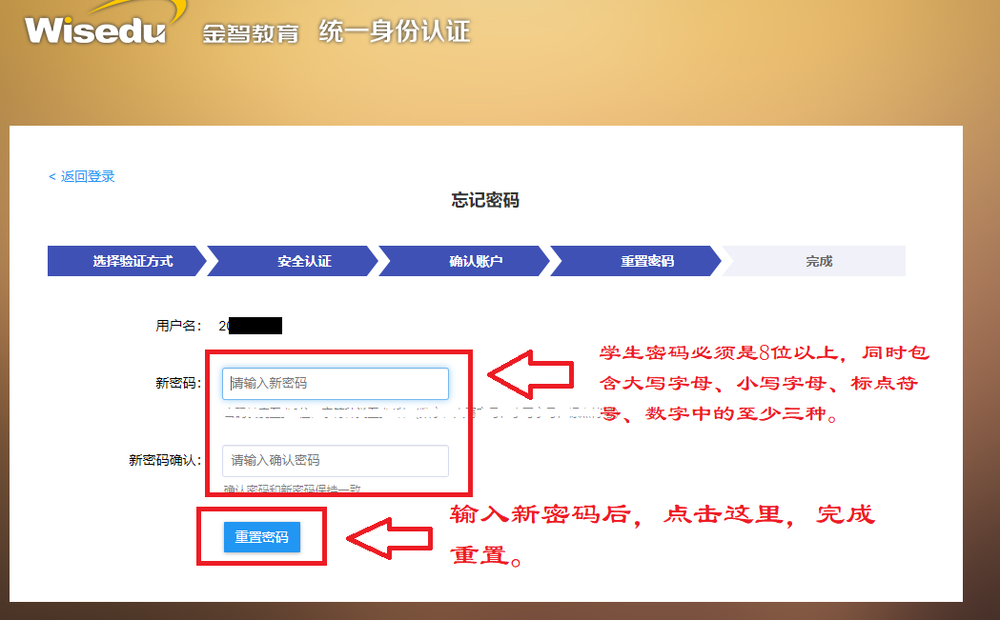 Wisedu 金智教育 统一身份认证
< 返回登录
忘记密码
选择验证方式 安全认证 确认账户 重置密码 完成
用户名: 20
新密码: 请输入新密码
学生密码必须是8位以上，同时包
含大写字母、小写字母、标点符
号、数字中的至少三种。
新密码确认: 请输入确认密码
确认密码和新密码保持一致
重置密码
输入新密码后，点击这里，完成
重置。